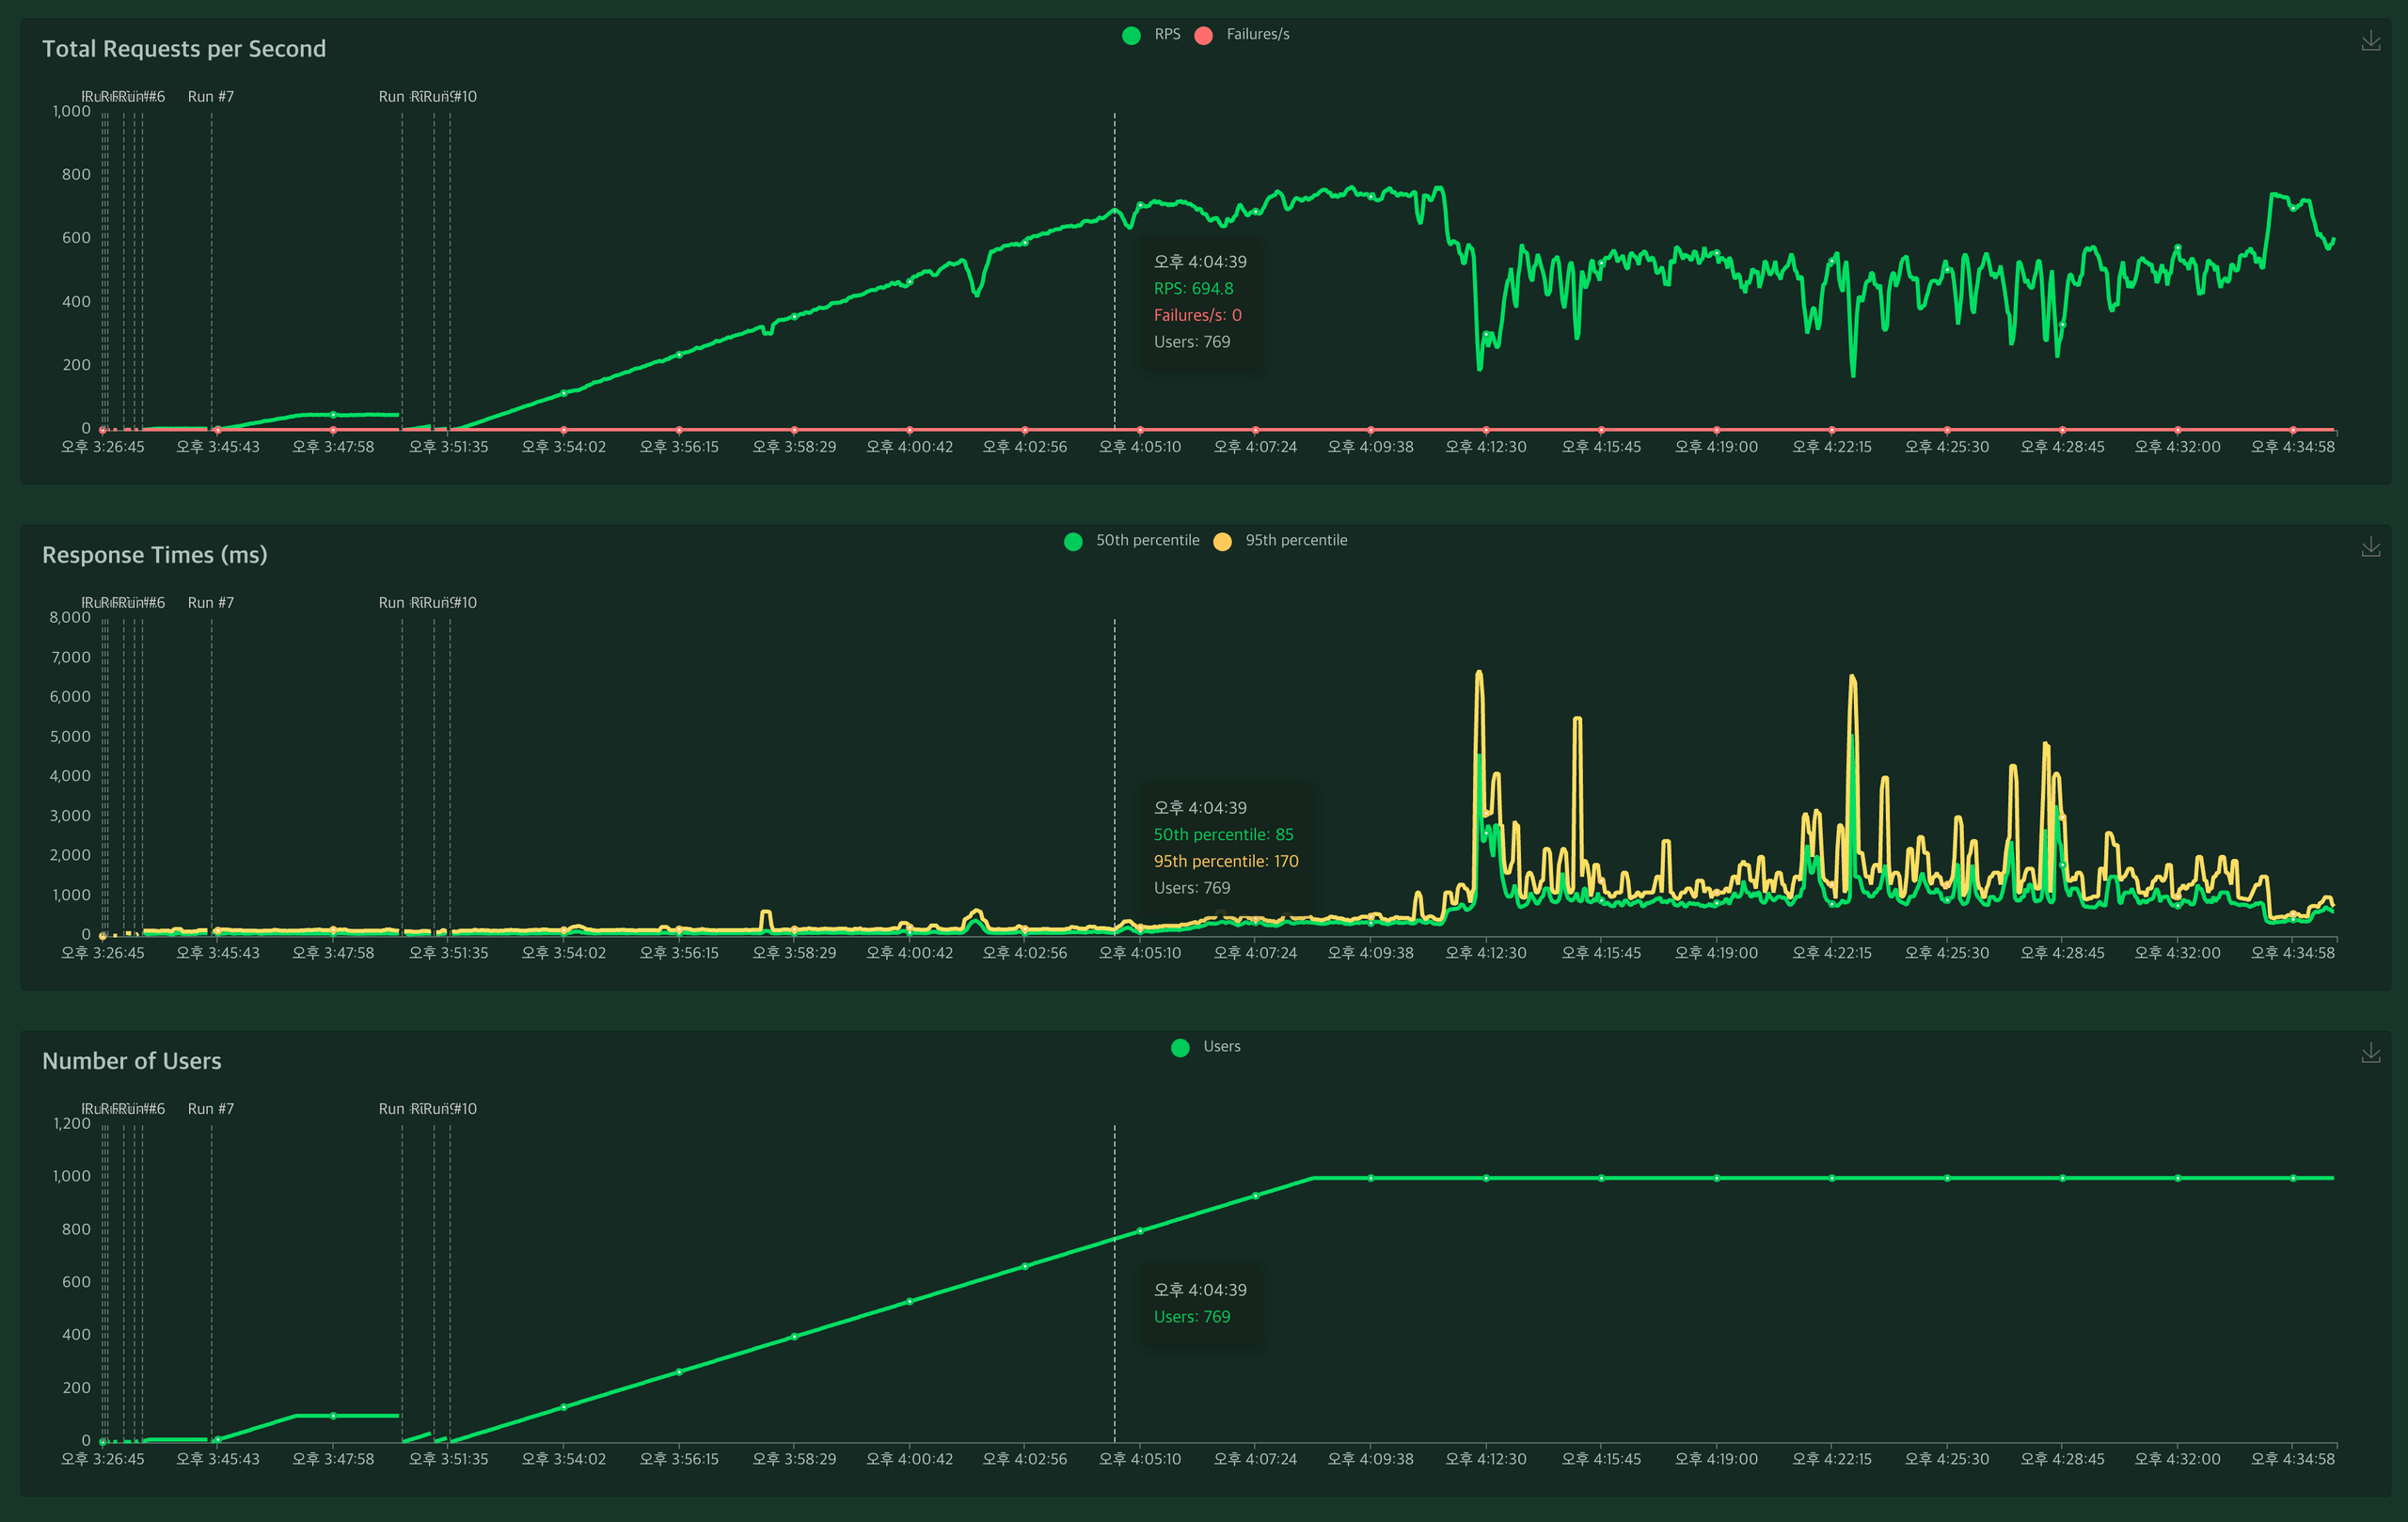 Total Requests per Second
RPS Failures/s
Run #7
#10
1,000
800
600
400
200
0
오후 4:04:39
RPS: 694.8
Failures/s: 0
Users: 769
오후 3:26:45 오후 3:45:43 오후 3:47:58 오후 3:51:35 오후 3:54:02 오후 3:56:15 오후 3:58:29 오후 4:00:42 오후 4:02:56 오후 4:05:10 오후 4:07:24 오후 4:09:38 오후 4:12:30 오후 4:15:45 오후 4:19:00 오후 4:22:15 오후 4:25:30 오후 4:28:45 오후 4:32:00 오후 4:34:58
Response Times (ms)
50th percentile 95th percentile
Run #7
#10
8,000
7,000
6,000
5,000
4,000
3,000
2,000
1,000
0
오후 4:04:39
50th percentile: 85
95th percentile: 170
Users: 769
오후 3:26:45 오후 3:45:43 오후 3:47:58 오후 3:51:35 오후 3:54:02 오후 3:56:15 오후 3:58:29 오후 4:00:42 오후 4:02:56 오후 4:05:10 오후 4:07:24 오후 4:09:38 오후 4:12:30 오후 4:15:45 오후 4:19:00 오후 4:22:15 오후 4:25:30 오후 4:28:45 오후 4:32:00 오후 4:34:58
Number of Users
Users
Run #7
#10
1,200
1,000
800
600
400
200
0
오후 4:04:39
Users: 769
오후 3:26:45 오후 3:45:43 오후 3:47:58 오후 3:51:35 오후 3:54:02 오후 3:56:15 오후 3:58:29 오후 4:00:42 오후 4:02:56 오후 4:05:10 오후 4:07:24 오후 4:09:38 오후 4:12:30 오후 4:15:45 오후 4:19:00 오후 4:22:15 오후 4:25:30 오후 4:28:45 오후 4:32:00 오후 4:34:58